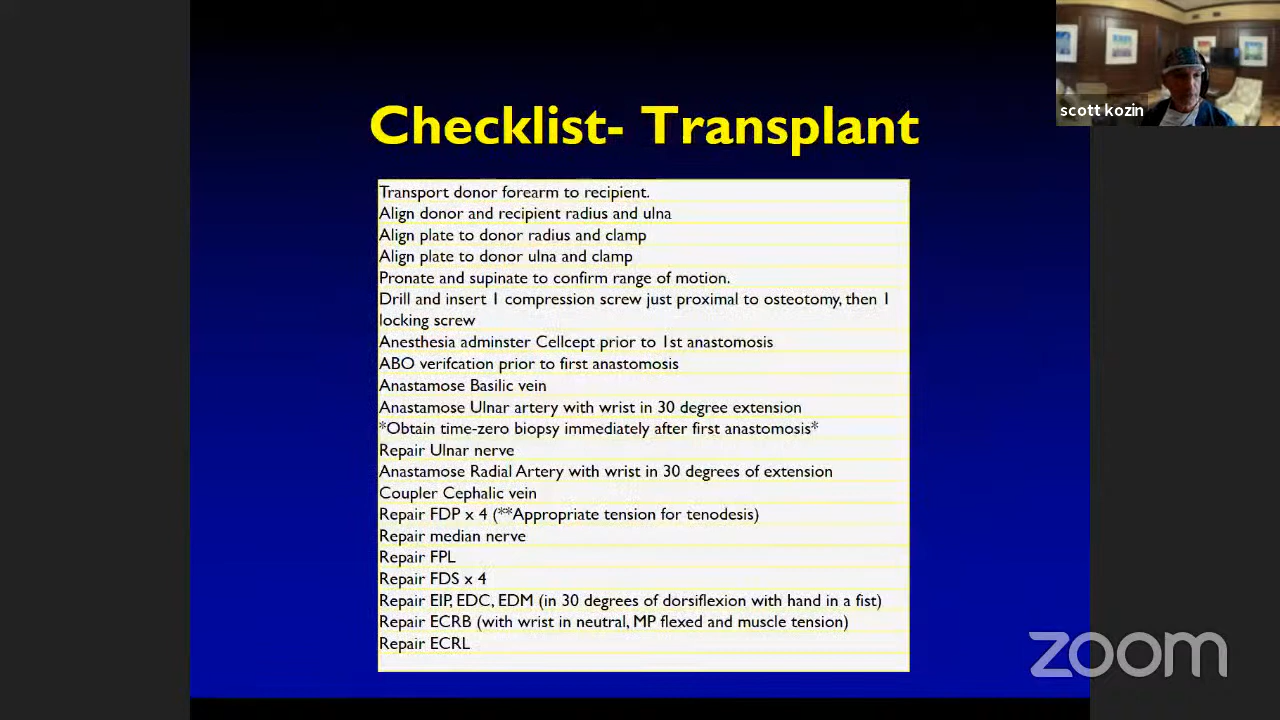 scott kozin
Checklist- Transplant
Transport donor forearm to recipient.
Align donor and recipient radius and ulna
Align plate to donor radius and clamp
Align plate to donor ulna and clamp
Pronate and supinate to confirm range of motion.
Drill and insert 1 compression screw just proximal to osteotomy, then 1
locking screw
Anesthesia adminster Cellcept prior to 1st anastomosis
ABO verifcation prior to first anastomosis
Anastamose Basilic vein
Anastamose Ulnar artery with wrist in 30 degree extension
*Obtain time-zero biopsy immediately after first anastomosis*
Repair Ulnar nerve
Anastamose Radial Artery with wrist in 30 degrees of extension
Coupler Cephalic vein
Repair FDP x 4 (**Appropriate tension for tenodesis)
Repair median nerve
Repair FPL
Repair FDS x 4
Repair EIP, EDC, EDM (in 30 degrees of dorsiflexion with hand in a fist)
Repair ECRB (with wrist in neutral, MP flexed and muscle tension)
Repair ECRL
zoom